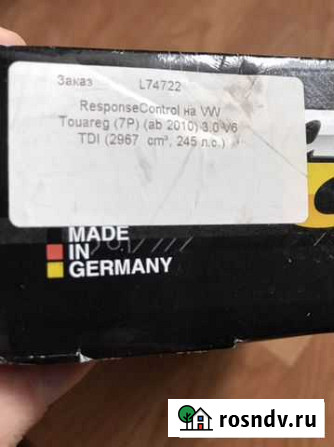 Заказ L74722
ResponseControl на VW
Touareg (7P) (ab 2010) 3.0 V6
TDI (2967 cm³, 245 л.с.)
MADE
IN
GERMANY
rosndv.ru